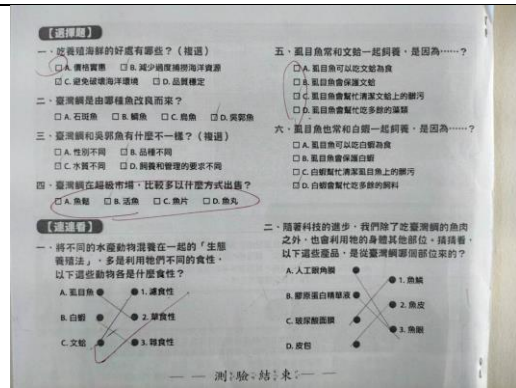 【選擇題】
一、吃養殖海鮮的好處有哪些？（複選）
□A. 價格實惠 ☑B. 減少過度捕撈海洋資源
☑C. 避免破壞海洋環境 □D. 品質穩定
二、臺灣鯛是由哪種魚改良而來？
□A. 石斑魚 □B. 鯛魚 □C. 烏魚 ☑D. 吳郭魚
三、臺灣鯛和吳郭魚有什麼不一樣？（複選）
□A. 性別不同 ☑B. 品種不同
☑C. 水質不同 □D. 飼養和管理的要求不同
四、臺灣鯛在超級市場，比較多以什麼方式出售？
□A. 魚鬆 ☑B. 活魚 □C. 魚片 □D. 魚丸
【連連看】
一、將不同的水產動物混養在一起的「生態
養殖法」，多是利用牠們不同的食性，
以下這些動物各是什麼食性？
A. 虱目魚 1. 濾食性
B. 白蝦 2. 草食性
C. 文蛤 3. 雜食性
五、虱目魚常和文蛤一起飼養，是因為……？
□A. 虱目魚可以吃文蛤為食
□B. 虱目魚會保護文蛤
☑C. 虱目魚會幫忙清潔文蛤上的髒污
□D. 虱目魚會幫忙吃多餘的藻類
六、虱目魚也常和白蝦一起飼養，是因為……？
□A. 虱目魚可以吃白蝦為食
□B. 虱目魚會保護白蝦
□C. 白蝦會幫忙清潔虱目魚上的髒污
☑D. 白蝦會幫忙吃多餘的飼料
二、隨著科技的進步，我們除了吃臺灣鯛的魚肉
之外，也會利用牠的身體其他部位。猜猜看，
以下這些產品，是從臺灣鯛哪個部位來的？
A. 人工眼角膜 1. 魚鱗
B. 膠原蛋白精華液 2. 魚皮
C. 玻尿酸面膜 3. 魚眼
D. 皮包
測驗結束